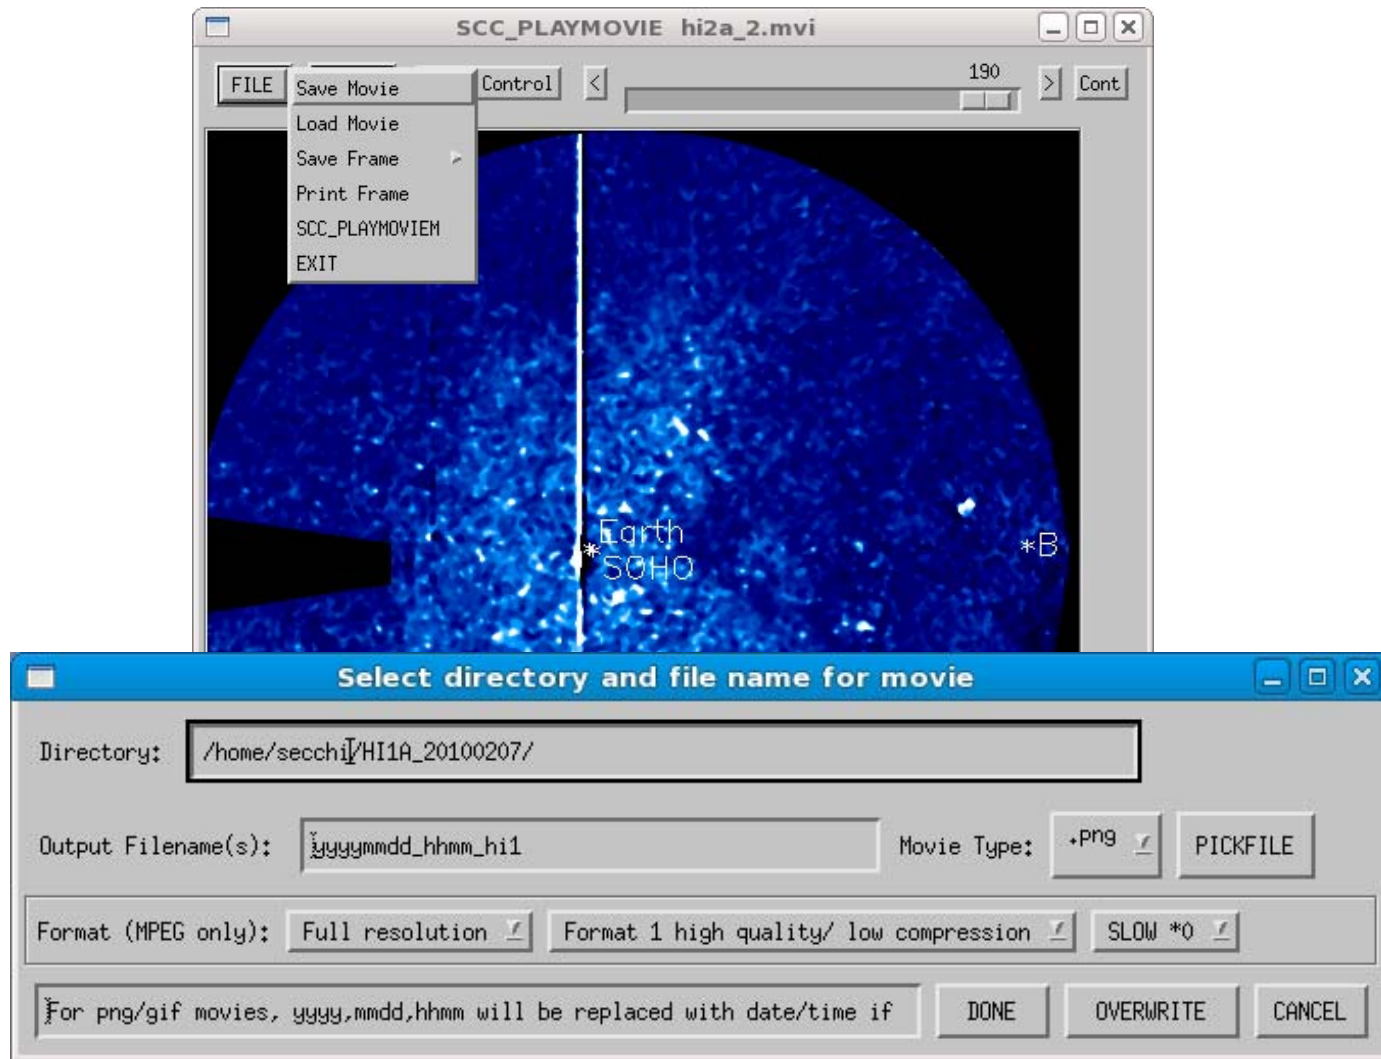 SCC_PLAYMOVIE hi2a_2.mvi
FILE Control < 190 > Cont
Save Movie
Load Movie
Save Frame
Print Frame
SCC_PLAYMOVIEM
EXIT
Earth
SOHO
*B
Select directory and file name for movie
Directory: /home/secchi/HI1A_20100207/
Output Filename(s): yyyymmdd_hhmm_hi1 Movie Type: .png PICKFILE
Format (MPEG only): Full resolution Format 1 high quality/ low compression SLOW *0
For png/gif movies, yyyy,mmdd,hhmm will be replaced with date/time if DONE OVERWRITE CANCEL